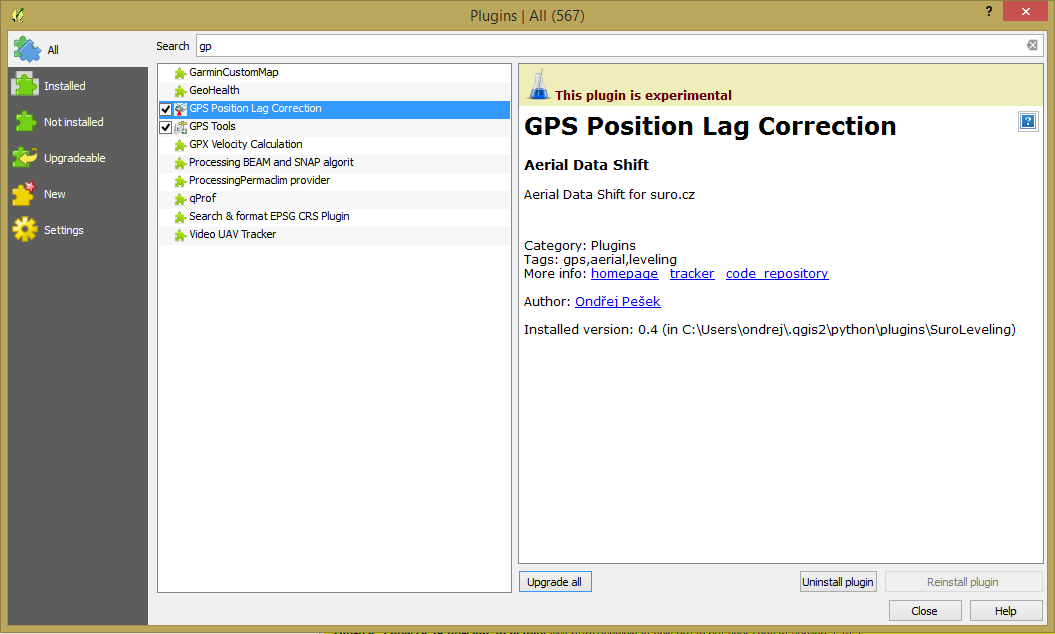 Plugins | All (567)
?
All
Installed
Not installed
Upgradeable
New
Settings
Search gp
GarminCustomMap
GeoHealth
GPS Position Lag Correction
GPS Tools
GPX Velocity Calculation
Processing BEAM and SNAP algorit
ProcessingPermaclim provider
qProf
Search & format EPSG CRS Plugin
Video UAV Tracker
This plugin is experimental
GPS Position Lag Correction
?
Aerial Data Shift
Aerial Data Shift for suro.cz
Category: Plugins
Tags: gps,aerial,leveling
More info: homepage tracker code_repository
Author: Ondřej Pešek
Installed version: 0.4 (in C:\Users\ondrej\.qgis2\python\plugins\SuroLeveling)
Upgrade all
Uninstall plugin
Reinstall plugin
Close
Help